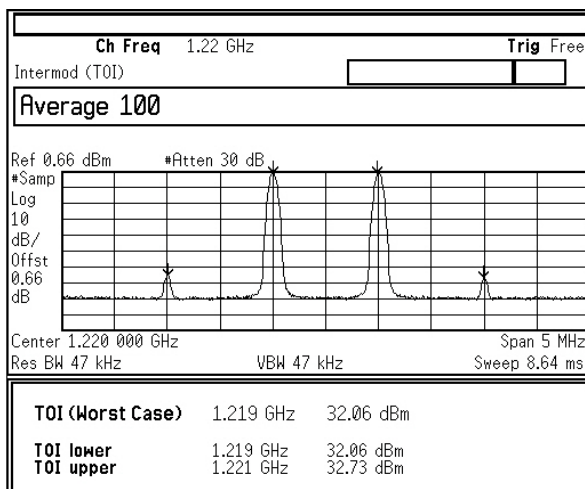 Ch Freq 1.22 GHz Trig Free
Intermod (TOI)
Average 100
Ref 0.66 dBm #Atten 30 dB
#Samp
Log
10
dB/
Offst
0.66
dB
Center 1.220 000 GHz Span 5 MHz
Res BW 47 kHz VBW 47 kHz Sweep 8.64 ms
TOI (Worst Case) 1.219 GHz 32.06 dBm
TOI lower 1.219 GHz 32.06 dBm
TOI upper 1.221 GHz 32.73 dBm